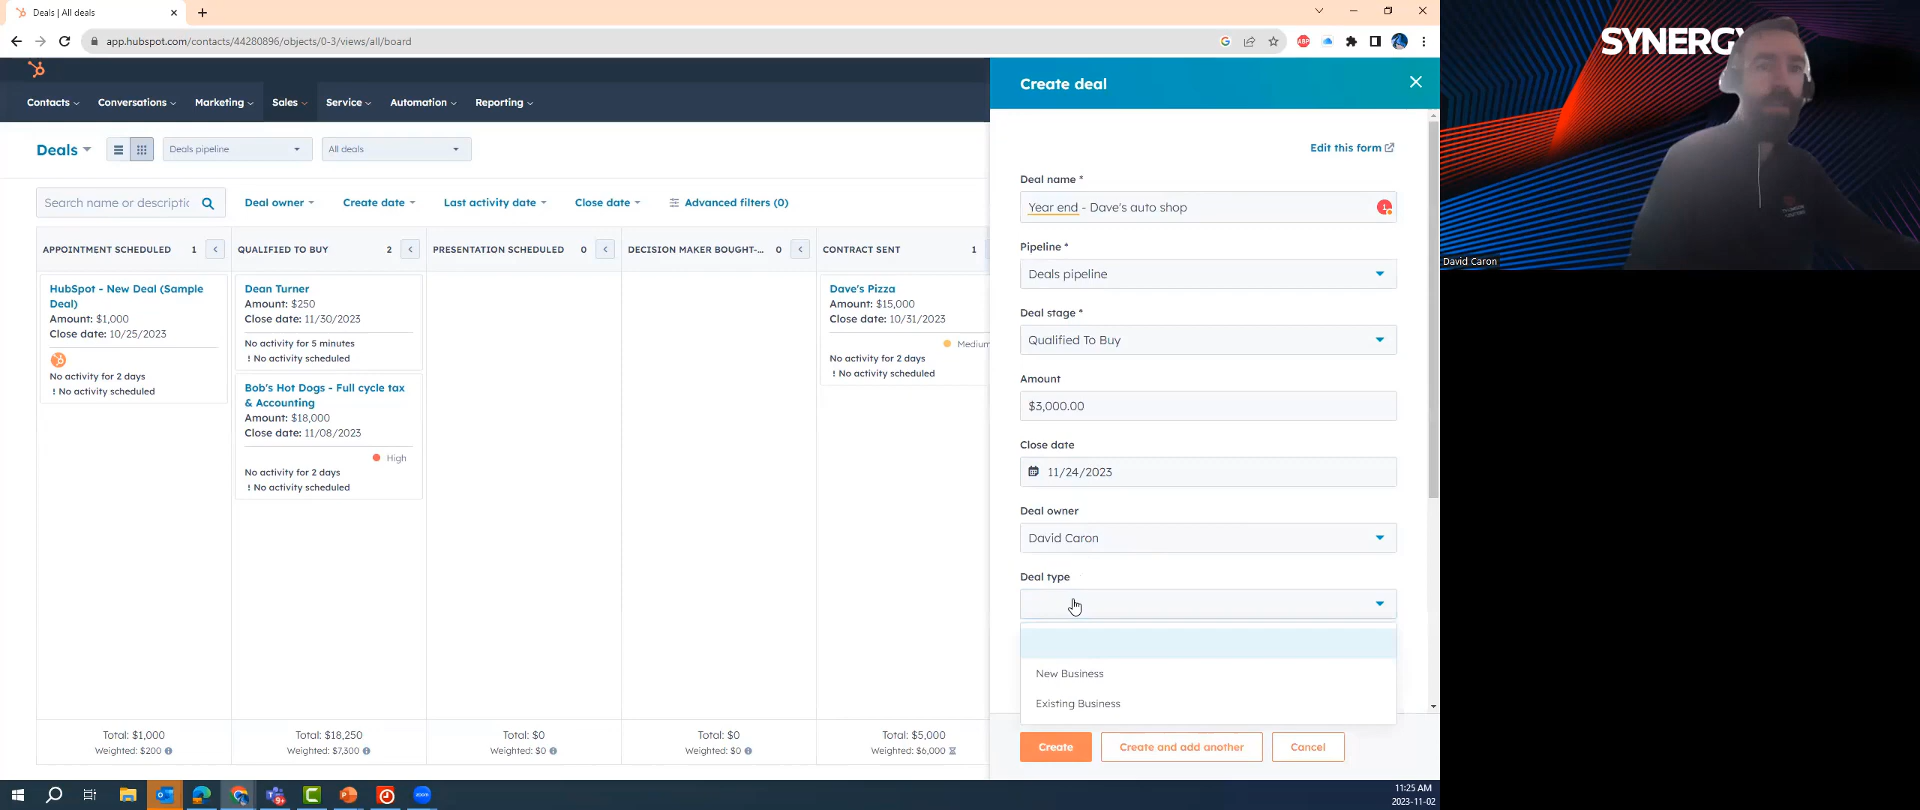 Deals | All deals
app.hubspot.com/contacts/44280896/objects/0-3/views/all/board
ABP
Contacts
Conversations
Marketing
Sales
Service
Automation
Reporting
Deals
Deals pipeline
All deals
Search name or descriptic
Deal owner
Create date
Last activity date
Close date
Advanced filters (0)
APPOINTMENT SCHEDULED 1
HubSpot - New Deal (Sample
Deal)
Amount: $1,000
Close date: 10/25/2023
No activity for 2 days
! No activity scheduled
Total: $1,000
Weighted: $200
QUALIFIED TO BUY 2
Dean Turner
Amount: $250
Close date: 11/30/2023
No activity for 5 minutes
! No activity scheduled
Bob's Hot Dogs - Full cycle tax
& Accounting
Amount: $18,000
Close date: 11/08/2023
High
No activity for 2 days
! No activity scheduled
Total: $18,250
Weighted: $7,300
PRESENTATION SCHEDULED 0
Total: $0
Weighted: $0
DECISION MAKER BOUGHT-... 0
Total: $0
Weighted: $0
CONTRACT SENT 1
Dave's Pizza
Amount: $15,000
Close date: 10/31/2023
Medium
No activity for 2 days
! No activity scheduled
Total: $5,000
Weighted: $6,000
Create deal
Edit this form
Deal name *
Year end - Dave's auto shop
1
Pipeline *
Deals pipeline
Deal stage *
Qualified To Buy
Amount
$3,000.00
Close date
11/24/2023
Deal owner
David Caron
Deal type
New Business
Existing Business
Create
Create and add another
Cancel
SYNERGY
David Caron
11:25 AM
2023-11-02